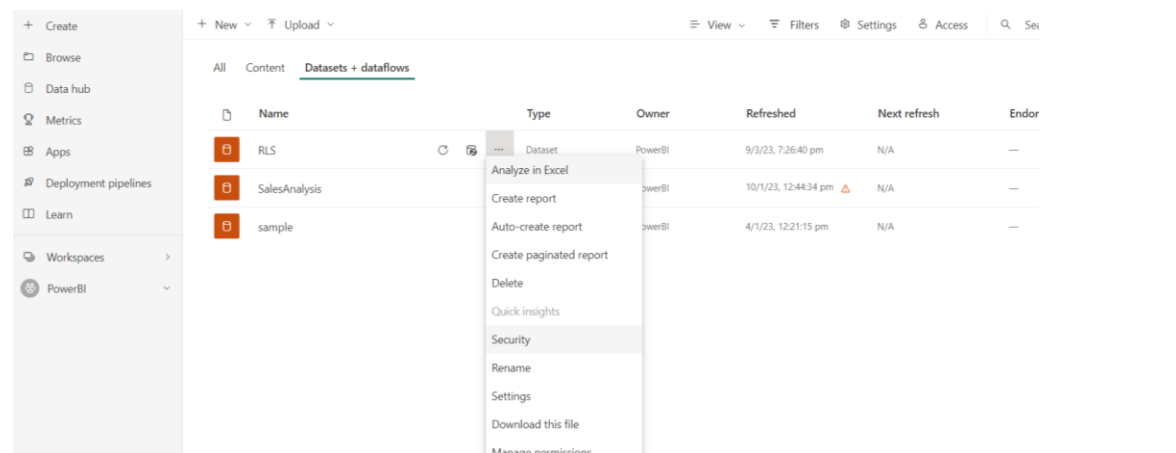 Create
Browse
Data hub
Metrics
Apps
Deployment pipelines
Learn
Workspaces
PowerBI
New Upload View Filters Settings Access
All Content Datasets + dataflows
Name Type Owner Refreshed Next refresh
RLS Dataset PowerBI 9/3/23, 7:26:40 pm N/A —
SalesAnalysis 10/1/23, 12:44:34 pm N/A —
sample 4/1/23, 12:21:15 pm N/A —
Analyze in Excel
Create report
Auto-create report
Create paginated report
Delete
Quick insights
Security
Rename
Settings
Download this file
Manage permissions